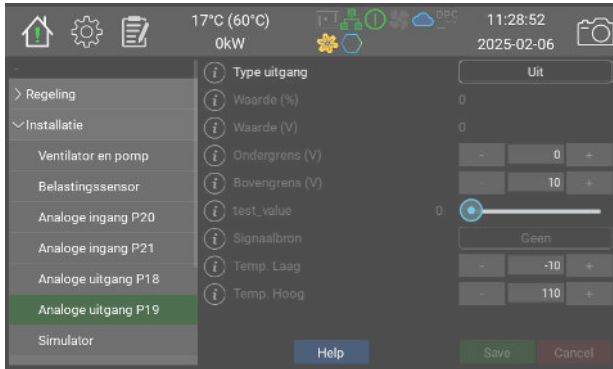 17°C (60°C)
0kW
DEC
11:28:52
2025-02-06
-
Regeling
Installatie
Ventilator en pomp
Belastingssensor
Analoge ingang P20
Analoge ingang P21
Analoge uitgang P18
Analoge uitgang P19
Simulator
Type uitgang Uit
Waarde (%) 0
Waarde (V) 0
Ondergrens (V) - 0 +
Bovengrens (V) - 10 +
test_value 0
Signaalbron Geen
Temp. Laag - -10 +
Temp. Hoog - 110 +
Help
Save
Cancel